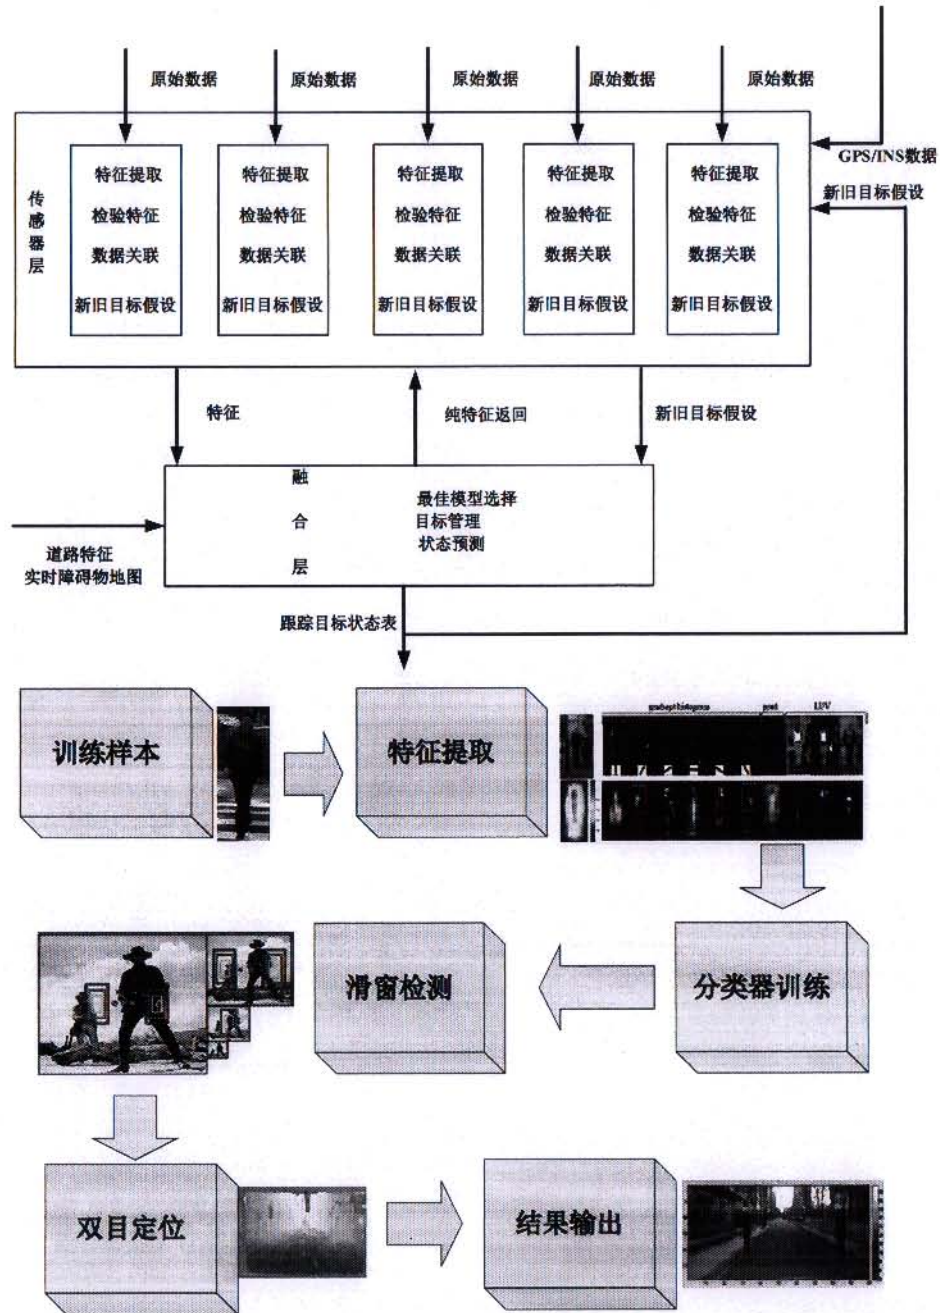 原始数据 原始数据 原始数据 原始数据 原始数据
GPS/INS数据
新旧目标假设
传感器层
特征提取 特征提取 特征提取 特征提取 特征提取
检验特征 检验特征 检验特征 检验特征 检验特征
数据关联 数据关联 数据关联 数据关联 数据关联
新旧目标假设 新旧目标假设 新旧目标假设 新旧目标假设 新旧目标假设
特征 纯特征返回 新旧目标假设
融合层
最佳模型选择
目标管理
状态预测
道路特征
实时障碍物地图
跟踪目标状态表
训练样本
特征提取
LUV
分类器训练
滑窗检测
双目定位
结果输出